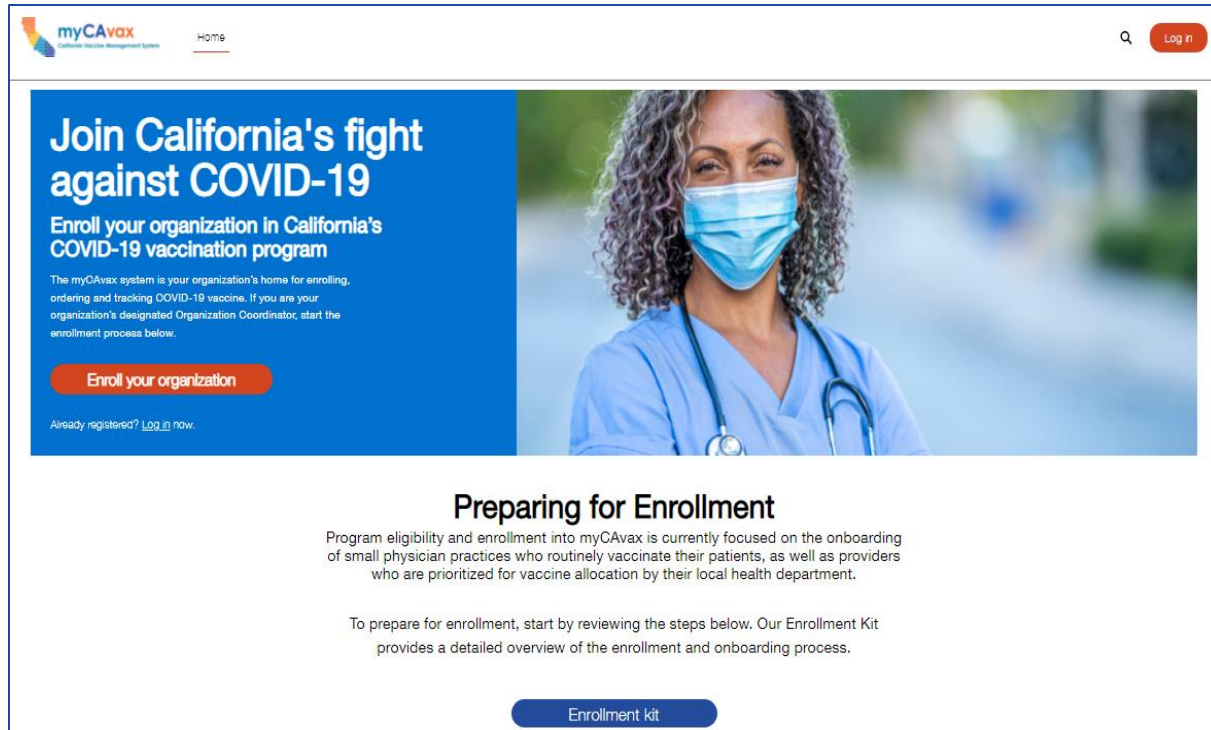 myCAvax
California Vaccine Management System
Home
Log in
Join California's fight
against COVID-19
Enroll your organization in California's
COVID-19 vaccination program
The myCAvax system is your organization's home for enrolling,
ordering and tracking COVID-19 vaccine. If you are your
organization's designated Organization Coordinator, start the
enrollment process below.
Enroll your organization
Already registered? Log in now.
Preparing for Enrollment
Program eligibility and enrollment into myCAvax is currently focused on the onboarding
of small physician practices who routinely vaccinate their patients, as well as providers
who are prioritized for vaccine allocation by their local health department.
To prepare for enrollment, start by reviewing the steps below. Our Enrollment Kit
provides a detailed overview of the enrollment and onboarding process.
Enrollment kit